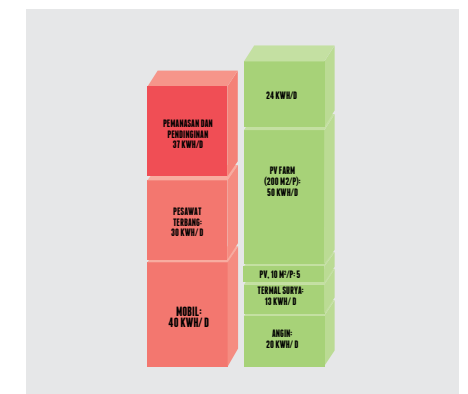 PEMANASAN DAN
PENDINGINAN
37 KWH/D
PESAWAT
TERBANG:
30 KWH/ D
MOBIL:
40 KWH/ D
24 KWH/D
PV FARM
(200 M2/P):
50 KWH/D
PV, 10 M²/P: 5
TERMAL SURYA:
13 KWH/ D
ANGIN:
20 KWH/ D